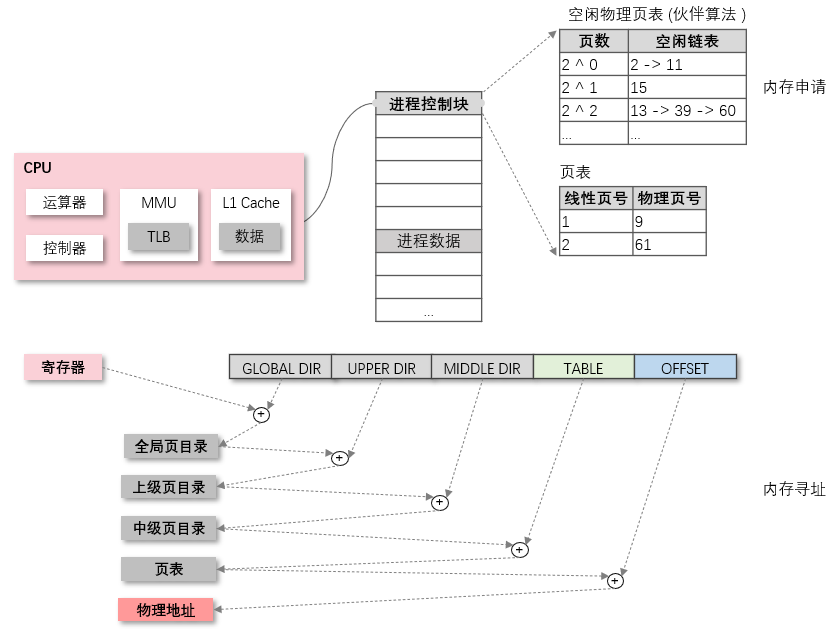 空闲物理页表 (伙伴算法 )
页数 空闲链表
2 ^ 0 2 -> 11
2 ^ 1 15
2 ^ 2 13 -> 39 -> 60
... ...
内存申请
进程控制块
进程数据
...
页表
线性页号 物理页号
1 9
2 61
CPU
运算器 MMU L1 Cache
TLB 数据
控制器
寄存器 GLOBAL DIR UPPER DIR MIDDLE DIR TABLE OFFSET
+
全局页目录
+
上级页目录
+
内存寻址
中级页目录
+
页表
+
物理地址